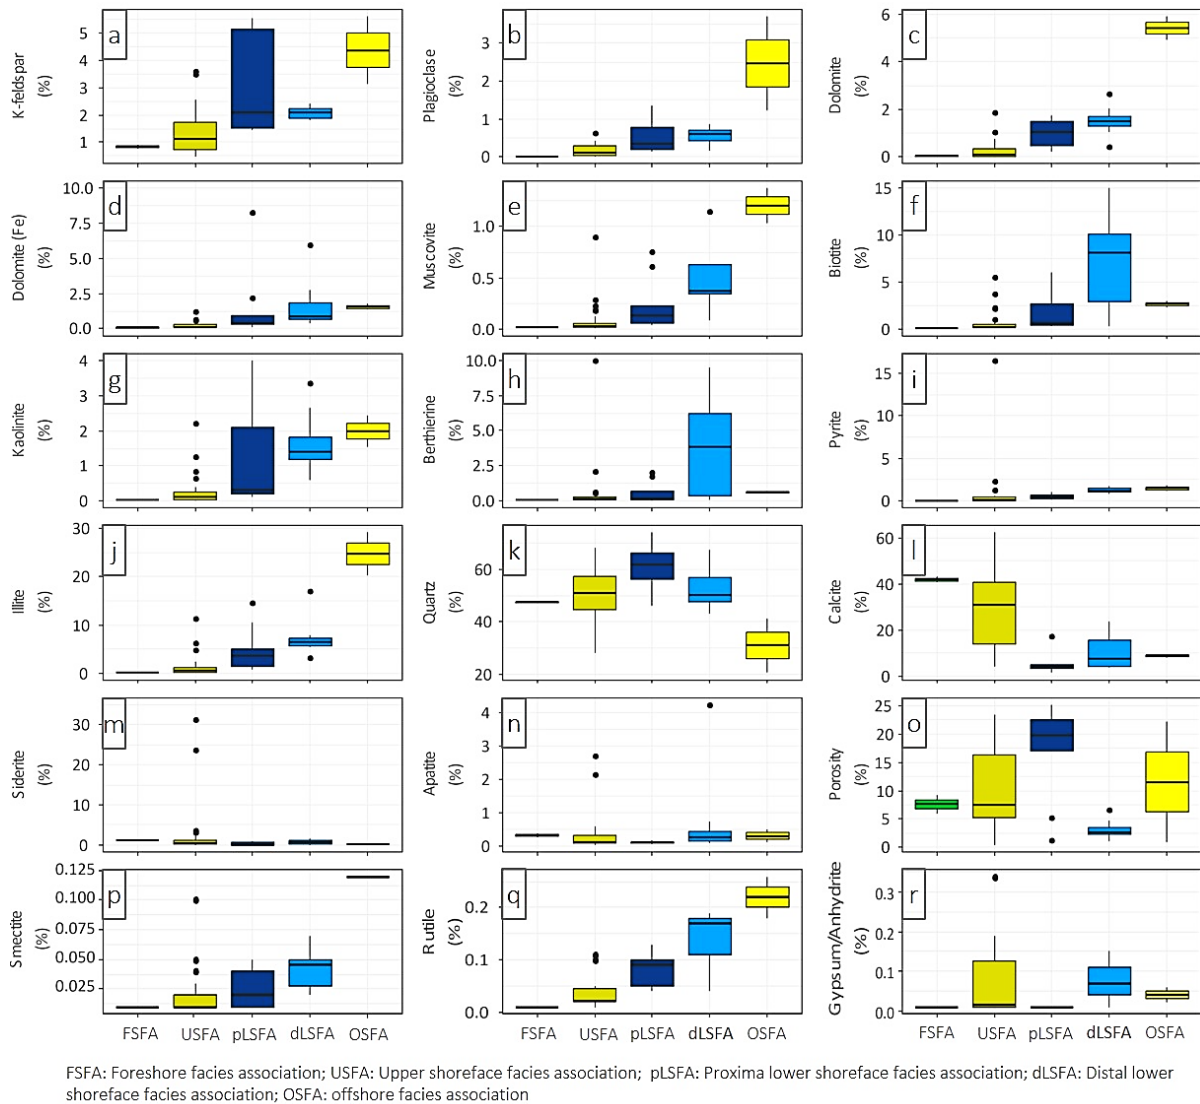 a
K-feldspar
(%)
5
4
3
2
1
b
Plagioclase
(%)
3
2
1
0
c
Dolomite
(%)
6
4
2
0
d
Dolomite (Fe)
(%)
10.0
7.5
5.0
2.5
0.0
e
Muscovite
(%)
1.0
0.5
0.0
f
Biotite
(%)
15
10
5
0
g
Kaolinite
(%)
4
3
2
1
0
h
Berthierine
(%)
10.0
7.5
5.0
2.5
0.0
i
Pyrite
(%)
15
10
5
0
j
Illite
(%)
30
20
10
0
k
Quartz
(%)
60
40
20
l
Calcite
(%)
60
40
20
0
m
Siderite
(%)
30
20
10
0
n
Apatite
(%)
4
3
2
1
0
o
Porosity
(%)
25
20
15
10
5
0
p
Smectite
(%)
0.125
0.100
0.075
0.050
0.025
q
Rutile
(%)
0.2
0.1
0.0
r
Gypsum/Anhydrite
(%)
0.3
0.2
0.1
0.0
FSFA USFA pLSFA dLSFA OSFA
FSFA USFA pLSFA dLSFA OSFA
FSFA USFA pLSFA dLSFA OSFA
FSFA: Foreshore facies association; USFA: Upper shoreface facies association; pLSFA: Proxima lower shoreface facies association; dLSFA: Distal lower
shoreface facies association; OSFA: offshore facies association